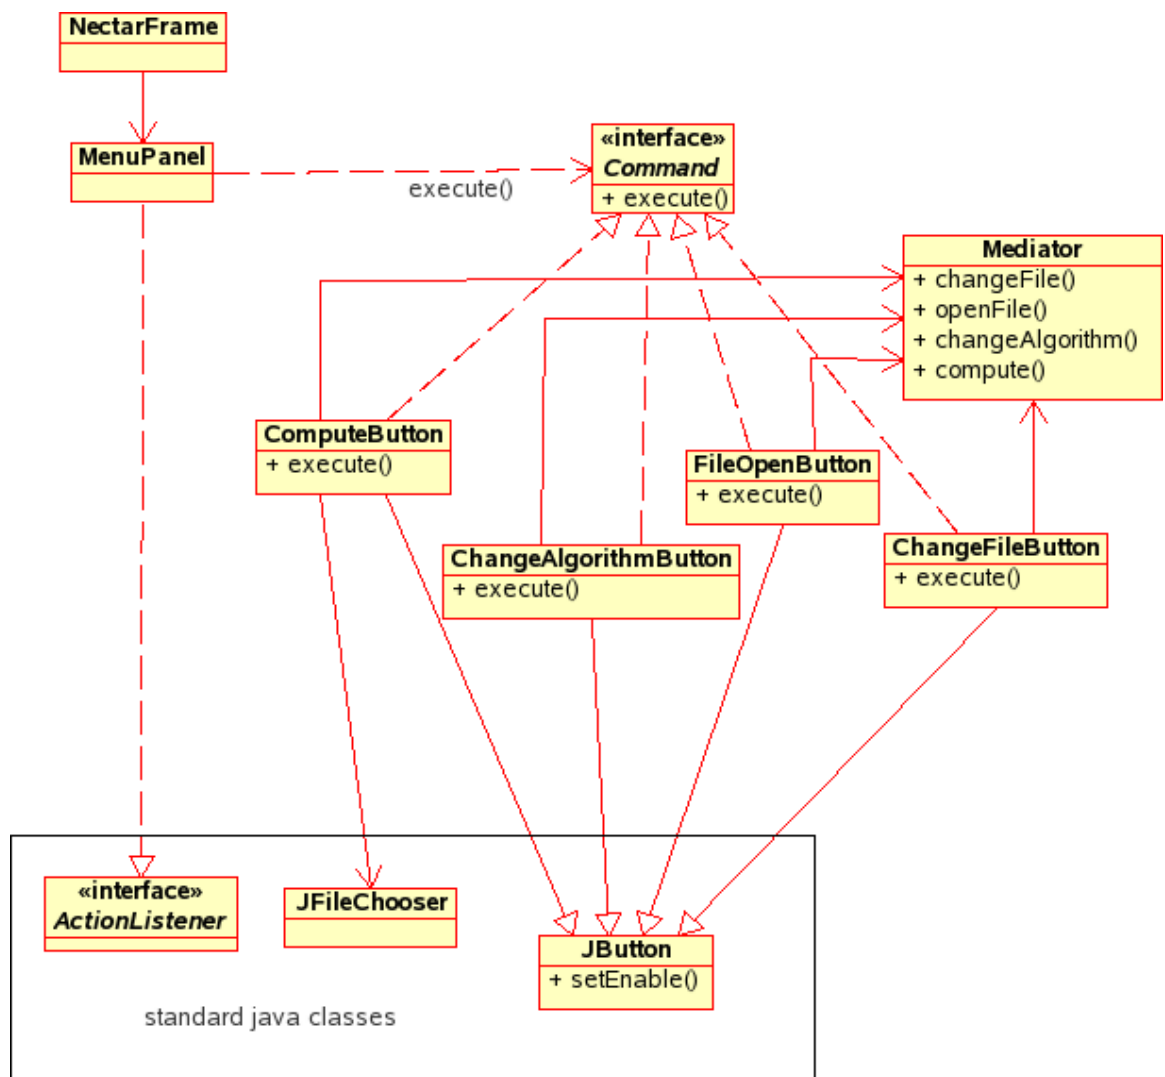 NectarFrame
MenuPanel
execute()
«interface»
Command
+ execute()
Mediator
+ changeFile()
+ openFile()
+ changeAlgorithm()
+ compute()
ComputeButton
+ execute()
FileOpenButton
+ execute()
ChangeAlgorithmButton
+ execute()
ChangeFileButton
+ execute()
«interface»
ActionListener
JFileChooser
JButton
+ setEnable()
standard java classes